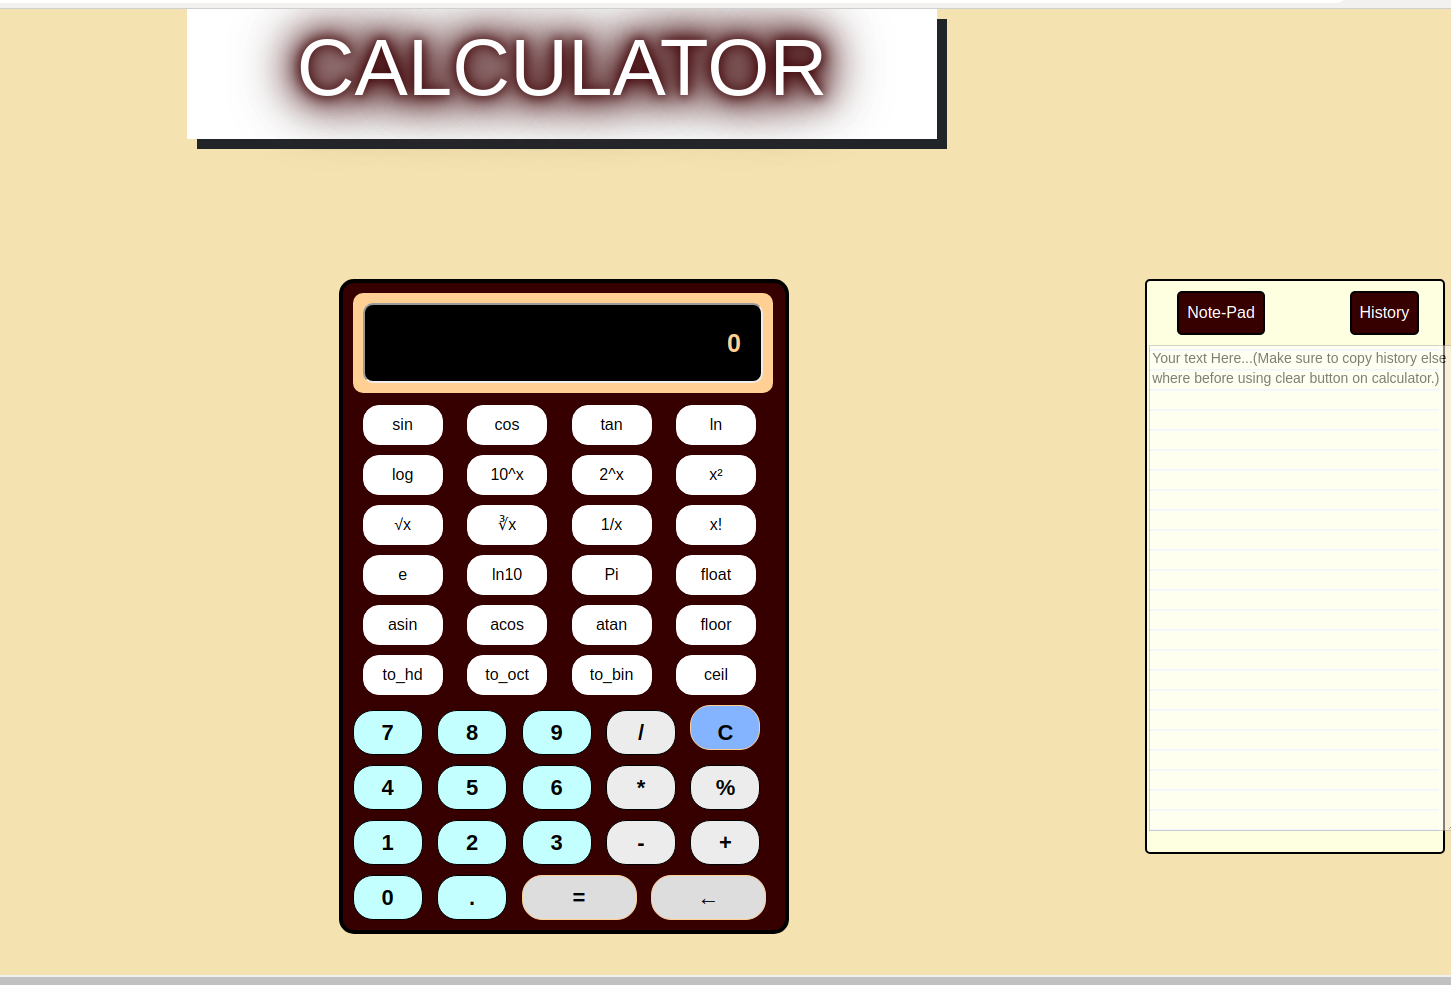 CALCULATOR
0
Note-Pad History
Your text Here...(Make sure to copy history else
where before using clear button on calculator.)
sin cos tan ln
log 10^x 2^x x²
√x ∛x 1/x x!
e ln10 Pi float
asin acos atan floor
to_hd to_oct to_bin ceil
7 8 9 / C
4 5 6 * %
1 2 3 - +
0 . = ←